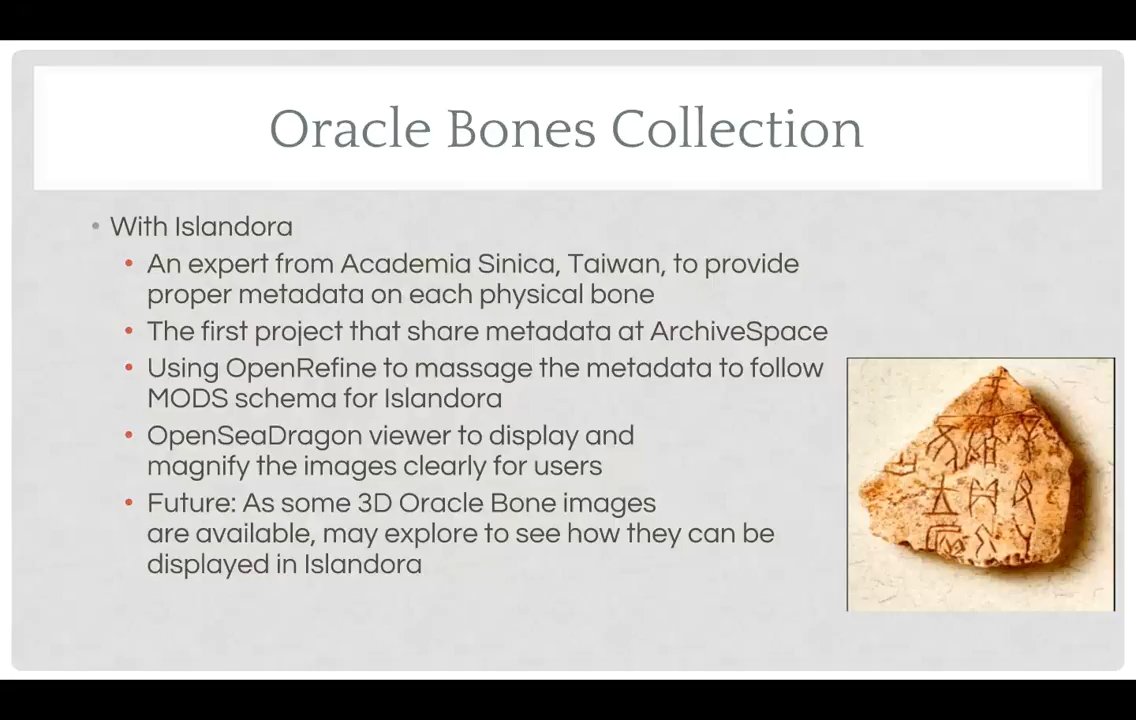 Oracle Bones Collection
• With Islandora
• An expert from Academia Sinica, Taiwan, to provide
proper metadata on each physical bone
• The first project that share metadata at ArchiveSpace
• Using OpenRefine to massage the metadata to follow
MODS schema for Islandora
• OpenSeaDragon viewer to display and
magnify the images clearly for users
• Future: As some 3D Oracle Bone images
are available, may explore to see how they can be
displayed in Islandora